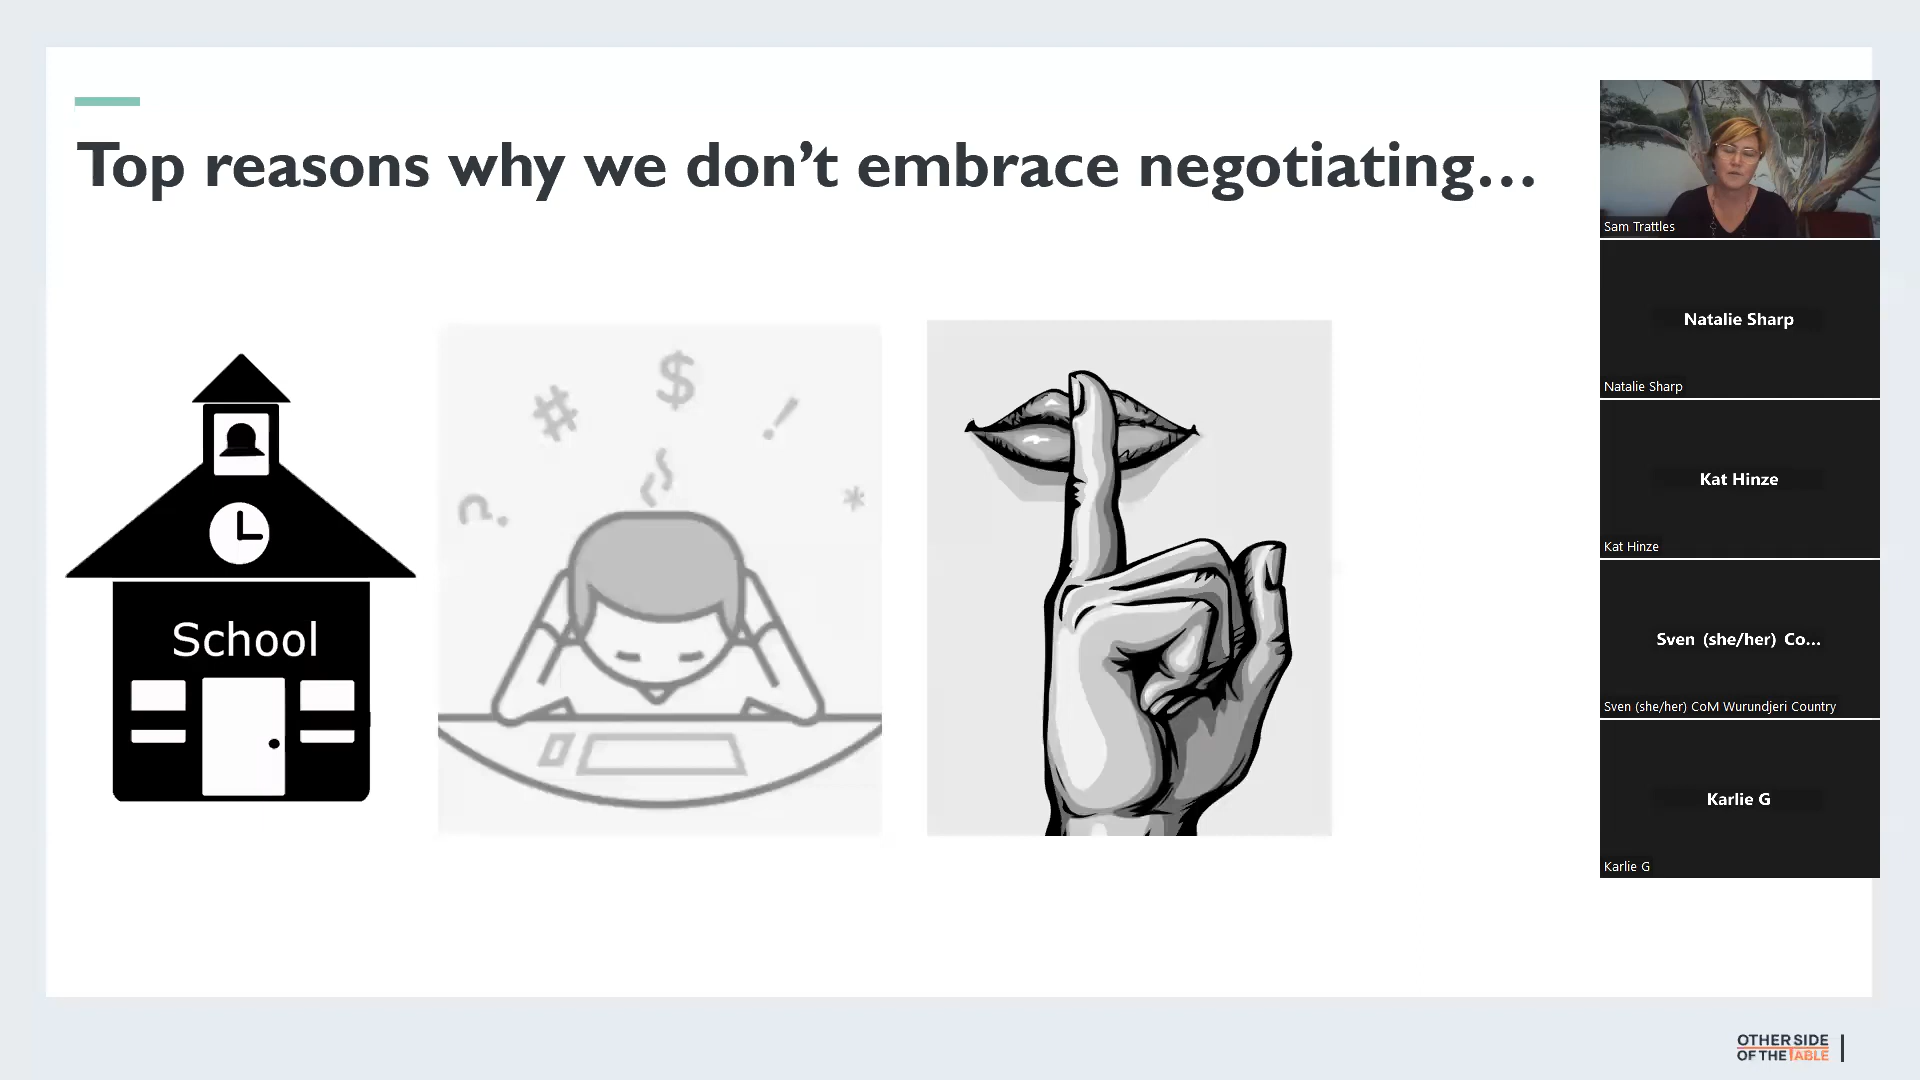 Top reasons why we don’t embrace negotiating…
School
# $ ! ? *
Sam Trattles
Natalie Sharp
Natalie Sharp
Kat Hinze
Kat Hinze
Sven (she/her) Co...
Sven (she/her) CoM Wurundjeri Country
Karlie G
Karlie G
OTHER SIDE
OF THE TABLE